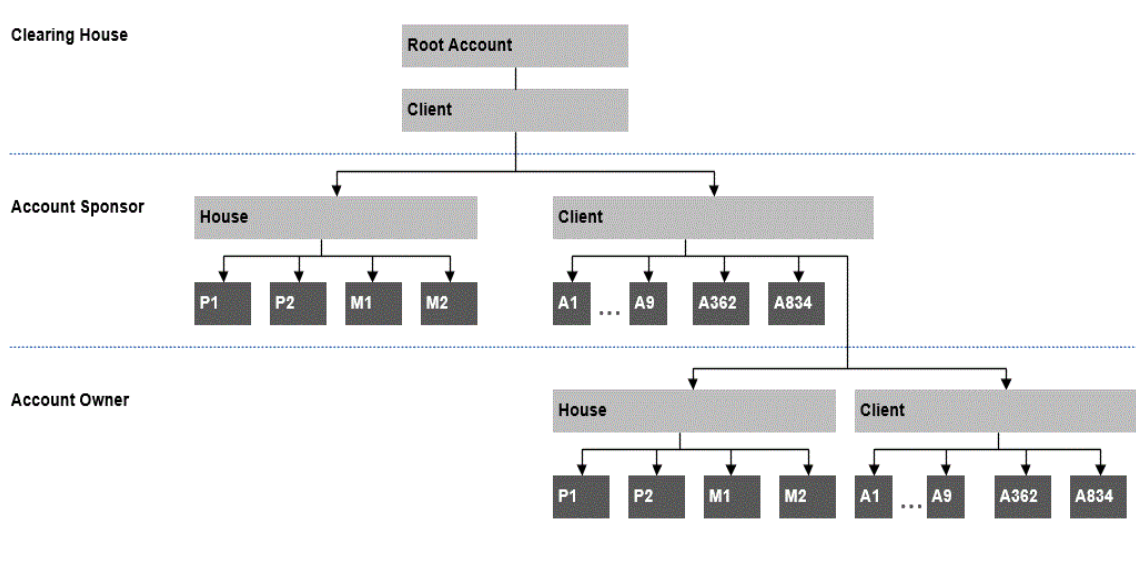 Clearing House
Root Account
Client
Account Sponsor
House
Client
P1 P2 M1 M2 A1 ... A9 A362 A834
Account Owner
House
Client
P1 P2 M1 M2 A1 ... A9 A362 A834